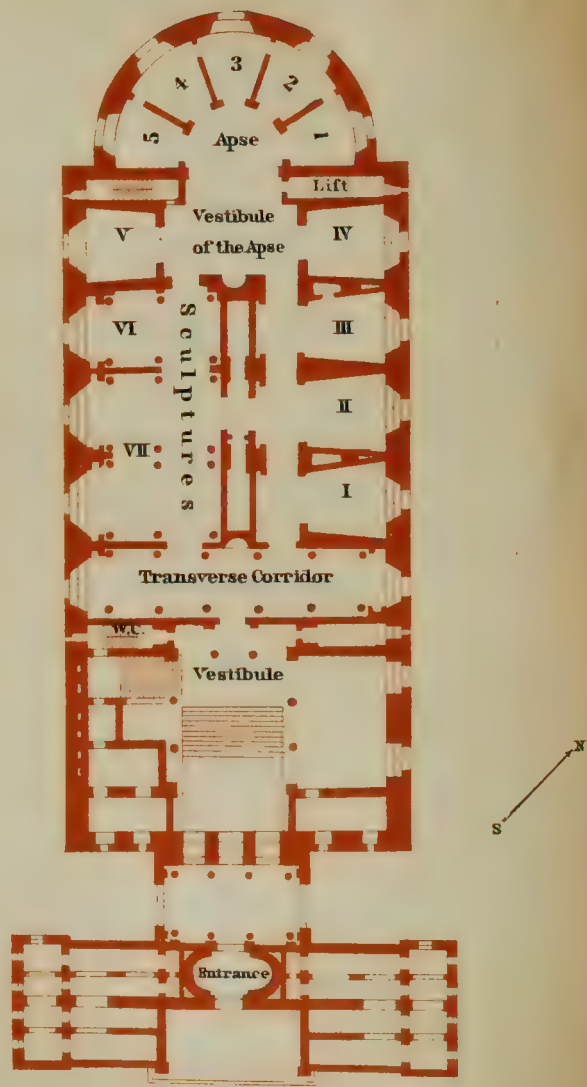 3
4
2
5
1
Apse
Lift
Vestibule
of the Apse
V
IV
VI
III
Sculptures
II
VII
I
Transverse Corridor
W.C.
Vestibule
N
S
Entrance